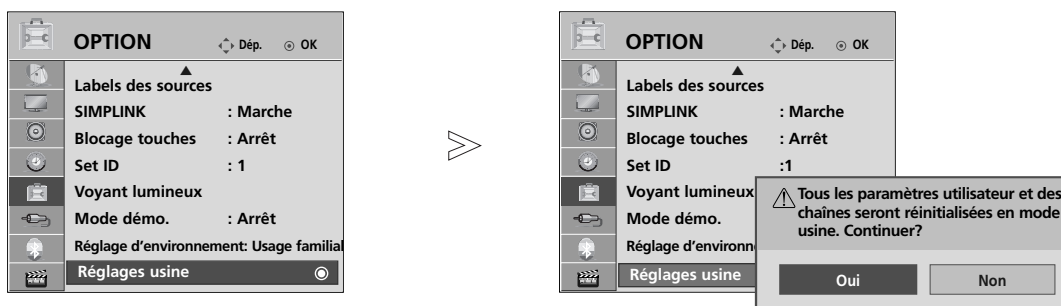 OPTION Dép. OK
Labels des sources
SIMPLINK : Marche
Blocage touches : Arrêt
Set ID : 1
Voyant lumineux
Mode démo. : Arrêt
Réglage d’environnement: Usage familial
Réglages usine
OPTION Dép. OK
Labels des sources
SIMPLINK : Marche
Blocage touches : Arrêt
Set ID :1
Voyant lumineux
Mode démo.
Réglage d’environn
Réglages usine
Tous les paramètres utilisateur et des
chaînes seront réinitialisées en mode
usine. Continuer?
Oui Non